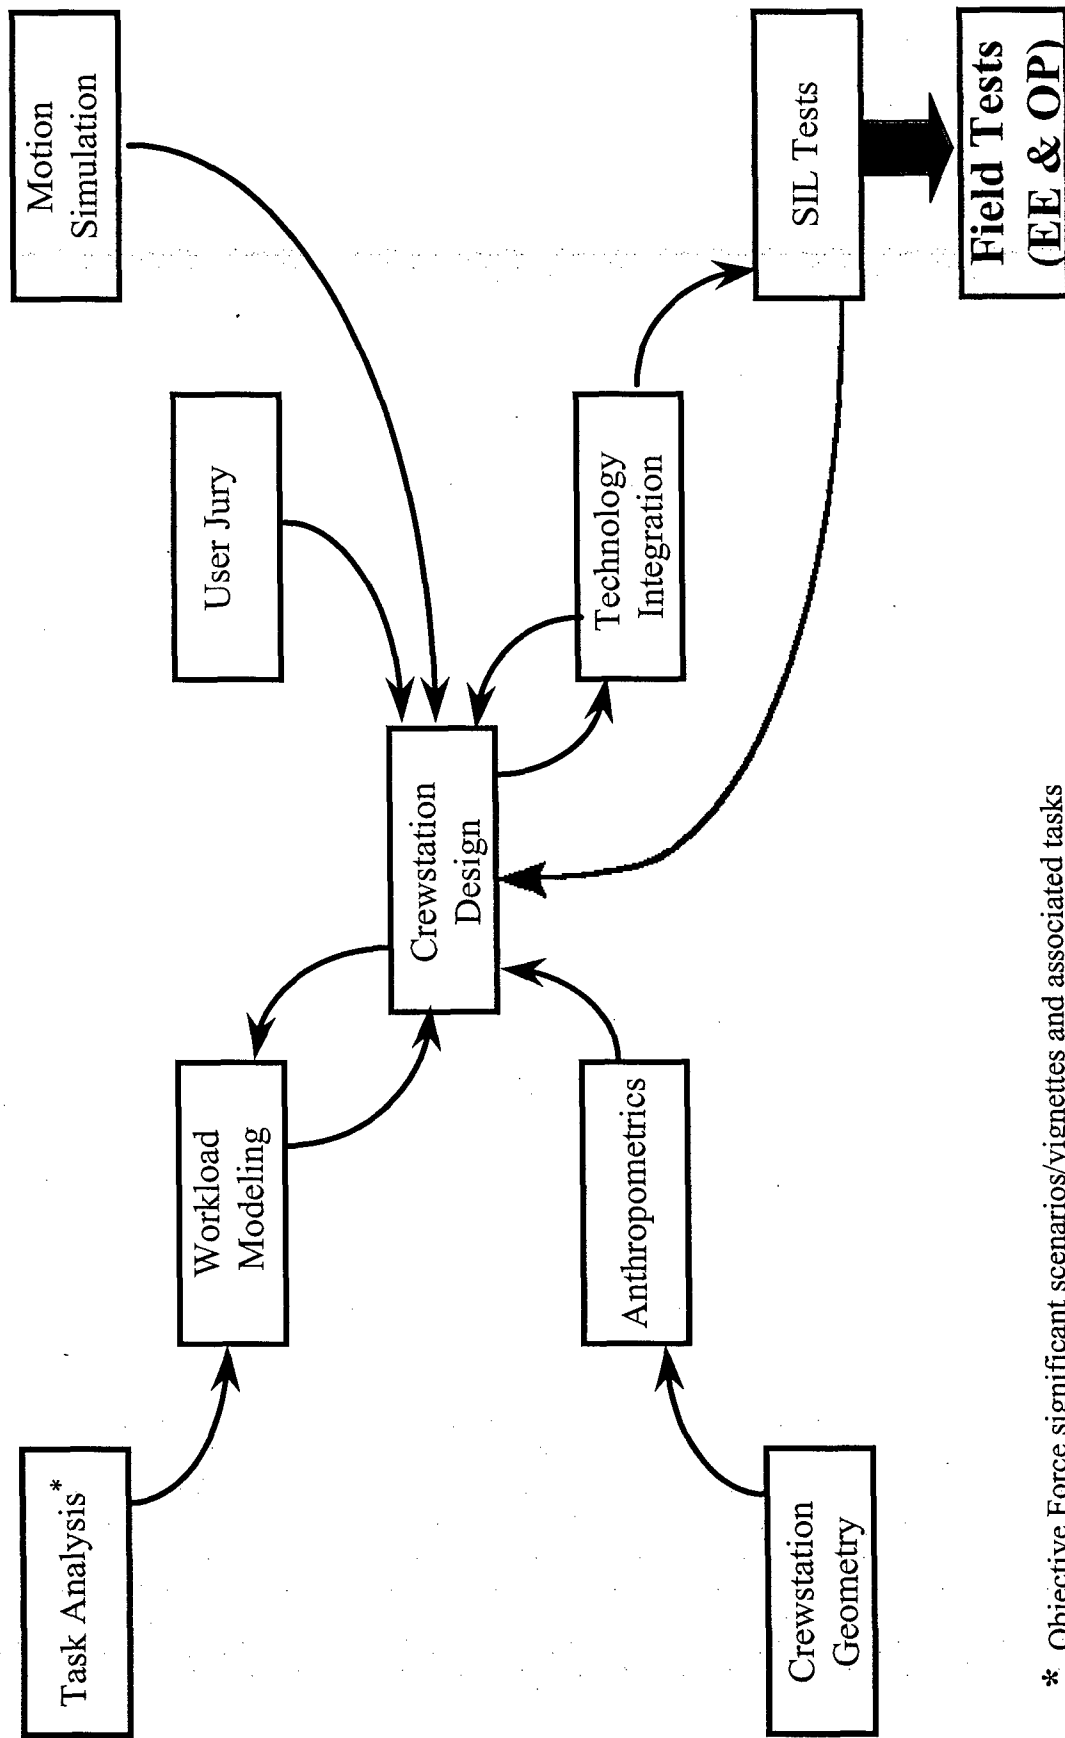 Task Analysis*
Workload
Modeling
User Jury
Motion
Simulation
Crewstation
Design
Crewstation
Geometry
Anthropometrics
Technology
Integration
SIL Tests
Field Tests
(EE & OP)
* Objective Force significant scenarios/vignettes and associated tasks